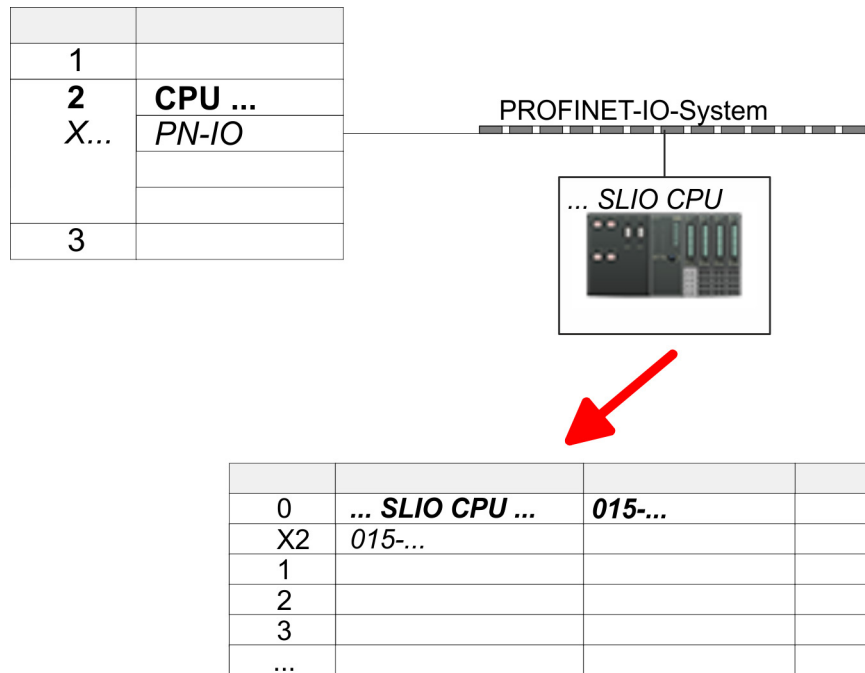 1
2 CPU ...
X... PN-IO
3
PROFINET-IO-System
... SLIO CPU
0 ... SLIO CPU ... 015-...
X2 015-...
1
2
3
...